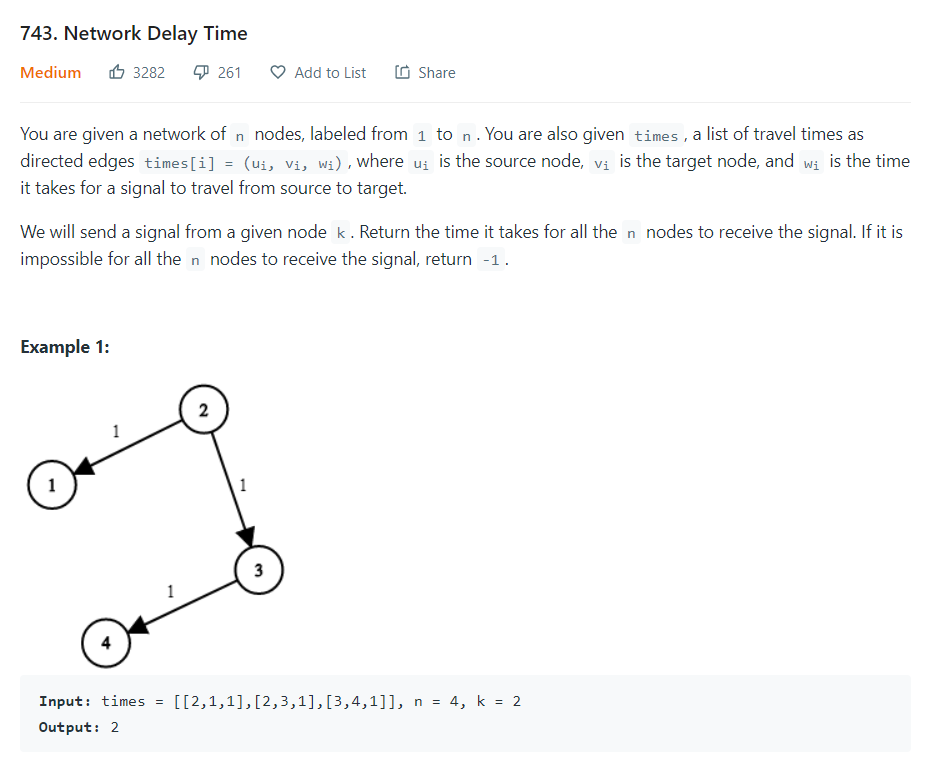 743. Network Delay Time
Medium 3282 261 Add to List Share
You are given a network of n nodes, labeled from 1 to n. You are also given times, a list of travel times as
directed edges times[i] = (uᵢ, vᵢ, wᵢ), where uᵢ is the source node, vᵢ is the target node, and wᵢ is the time
it takes for a signal to travel from source to target.
We will send a signal from a given node k. Return the time it takes for all the n nodes to receive the signal. If it is
impossible for all the n nodes to receive the signal, return -1.
Example 1:
2
1
1
1
3
1
4
Input: times = [[2,1,1],[2,3,1],[3,4,1]], n = 4, k = 2
Output: 2